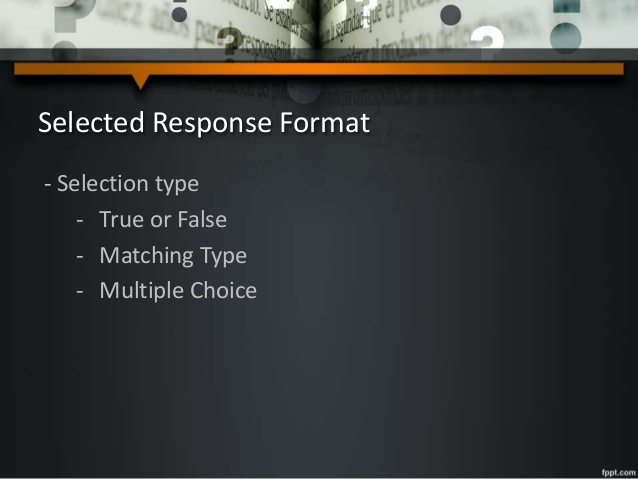 Selected Response Format
- Selection type
- True or False
- Matching Type
- Multiple Choice
fppt.com